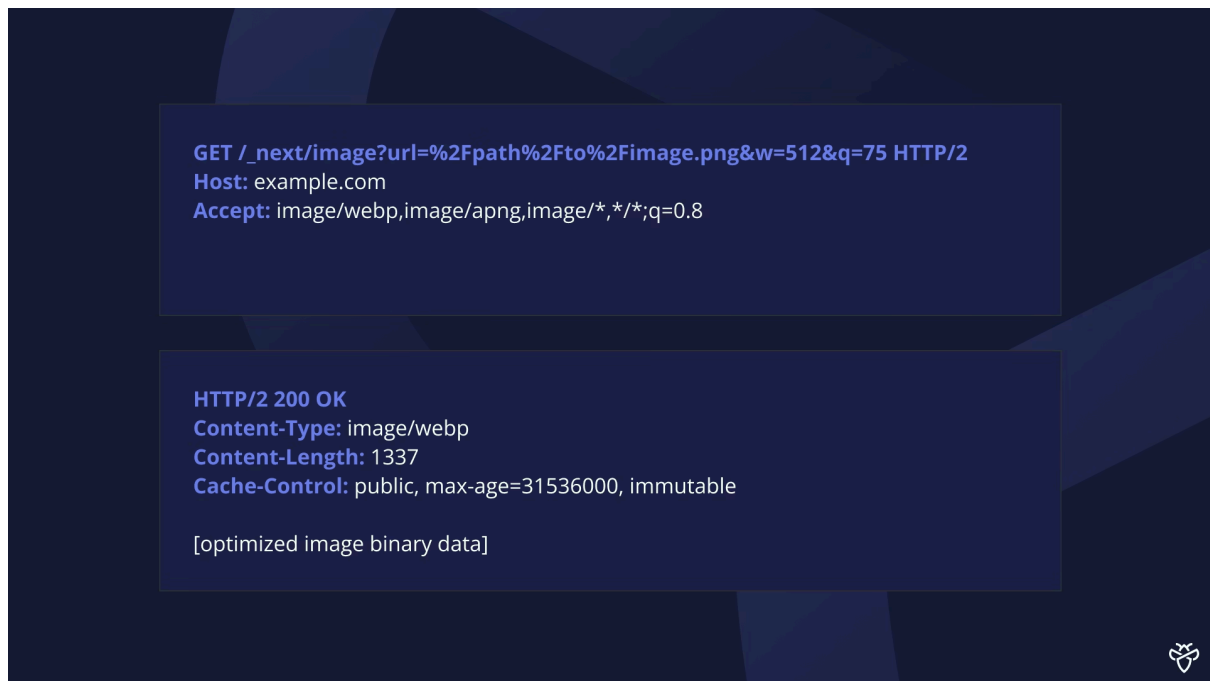 GET /_next/image?url=%2Fpath%2Fto%2Fimage.png&w=512&q=75 HTTP/2
Host: example.com
Accept: image/webp,image/apng,image/*,*/*;q=0.8
HTTP/2 200 OK
Content-Type: image/webp
Content-Length: 1337
Cache-Control: public, max-age=31536000, immutable
[optimized image binary data]